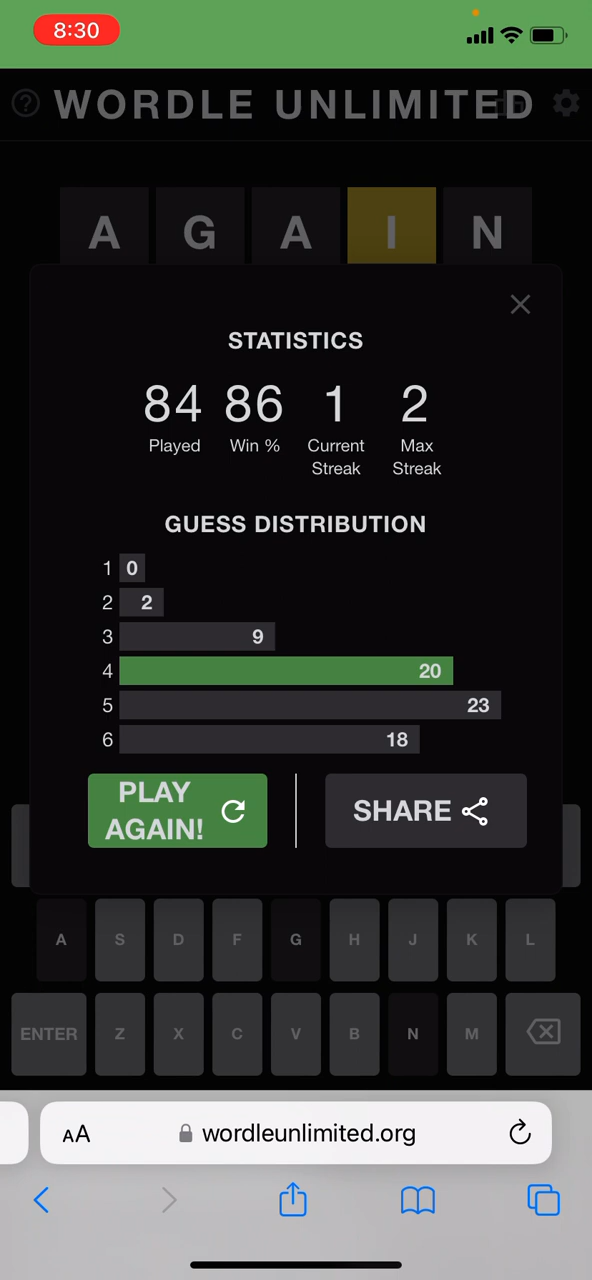 8:30
? WORDLE UNLIMITED
A G A I N
STATISTICS
84 86 1 2
Played Win % Current Streak Max Streak
GUESS DISTRIBUTION
1 0
2 2
3 9
4 20
5 23
6 18
PLAY AGAIN!
SHARE
A S D F G H J K L
ENTER Z X C V B N M
AA wordleunlimited.org